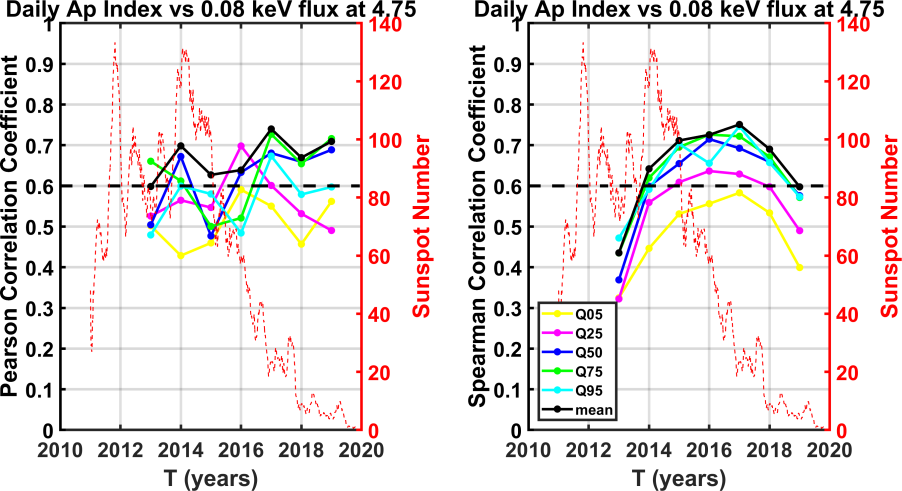 Daily Ap Index vs 0.08 keV flux at 4.75
Pearson Correlation Coefficient
1
0.9
0.8
0.7
0.6
0.5
0.4
0.3
0.2
0.1
0
2010 2012 2014 2016 2018 2020
T (years)
140
120
100
80
60
40
20
0
Sunspot Number
Daily Ap Index vs 0.08 keV flux at 4.75
Spearman Correlation Coefficient
1
0.9
0.8
0.7
0.6
0.5
0.4
0.3
0.2
0.1
0
Q05
Q25
Q50
Q75
Q95
mean
2010 2012 2014 2016 2018 2020
T (years)
140
120
100
80
60
40
20
0
Sunspot Number